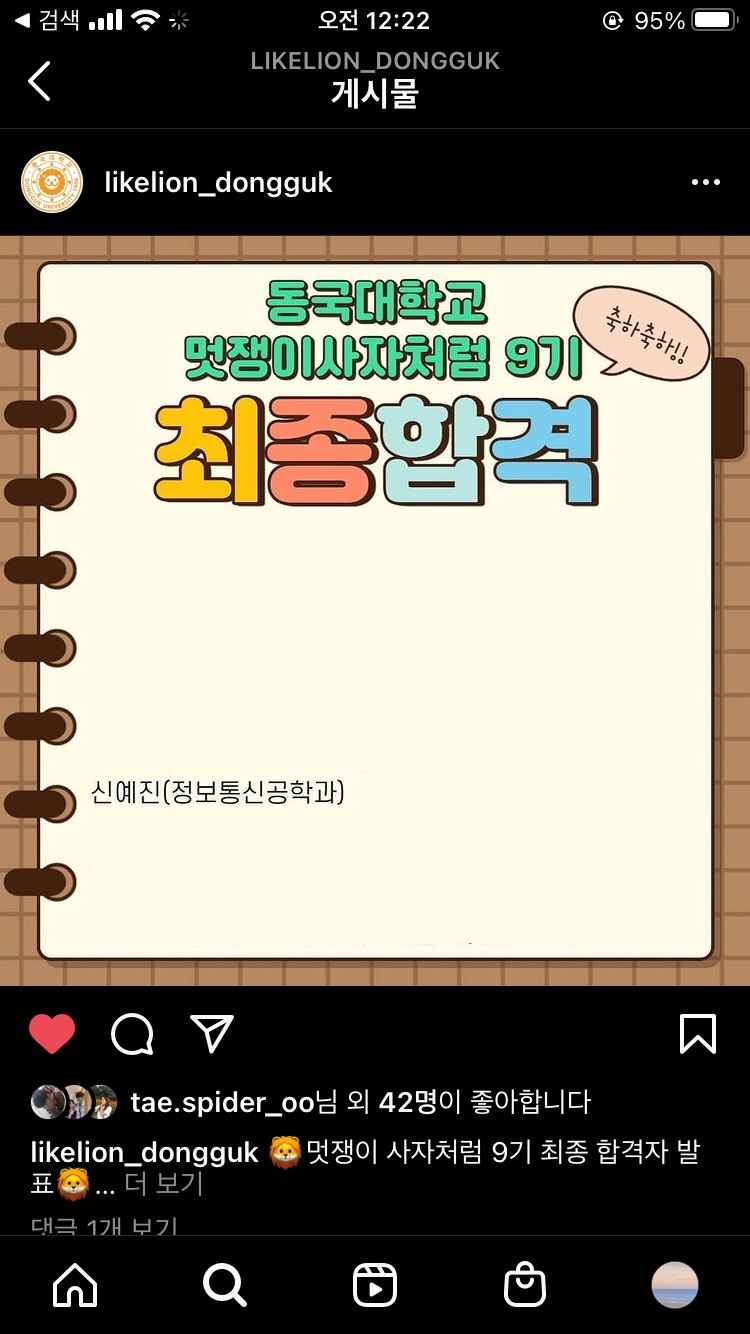 검색
오전 12:22
95%
LIKELION_DONGGUK
게시물
likelion_dongguk
동국대학교
멋쟁이사자처럼 9기
최종합격
축하축하!!
신예진(정보통신공학과)
tae.spider_oo님 외 42명이 좋아합니다
likelion_dongguk 🦁멋쟁이 사자처럼 9기 최종 합격자 발
표🦁... 더 보기
댓글 1개 보기